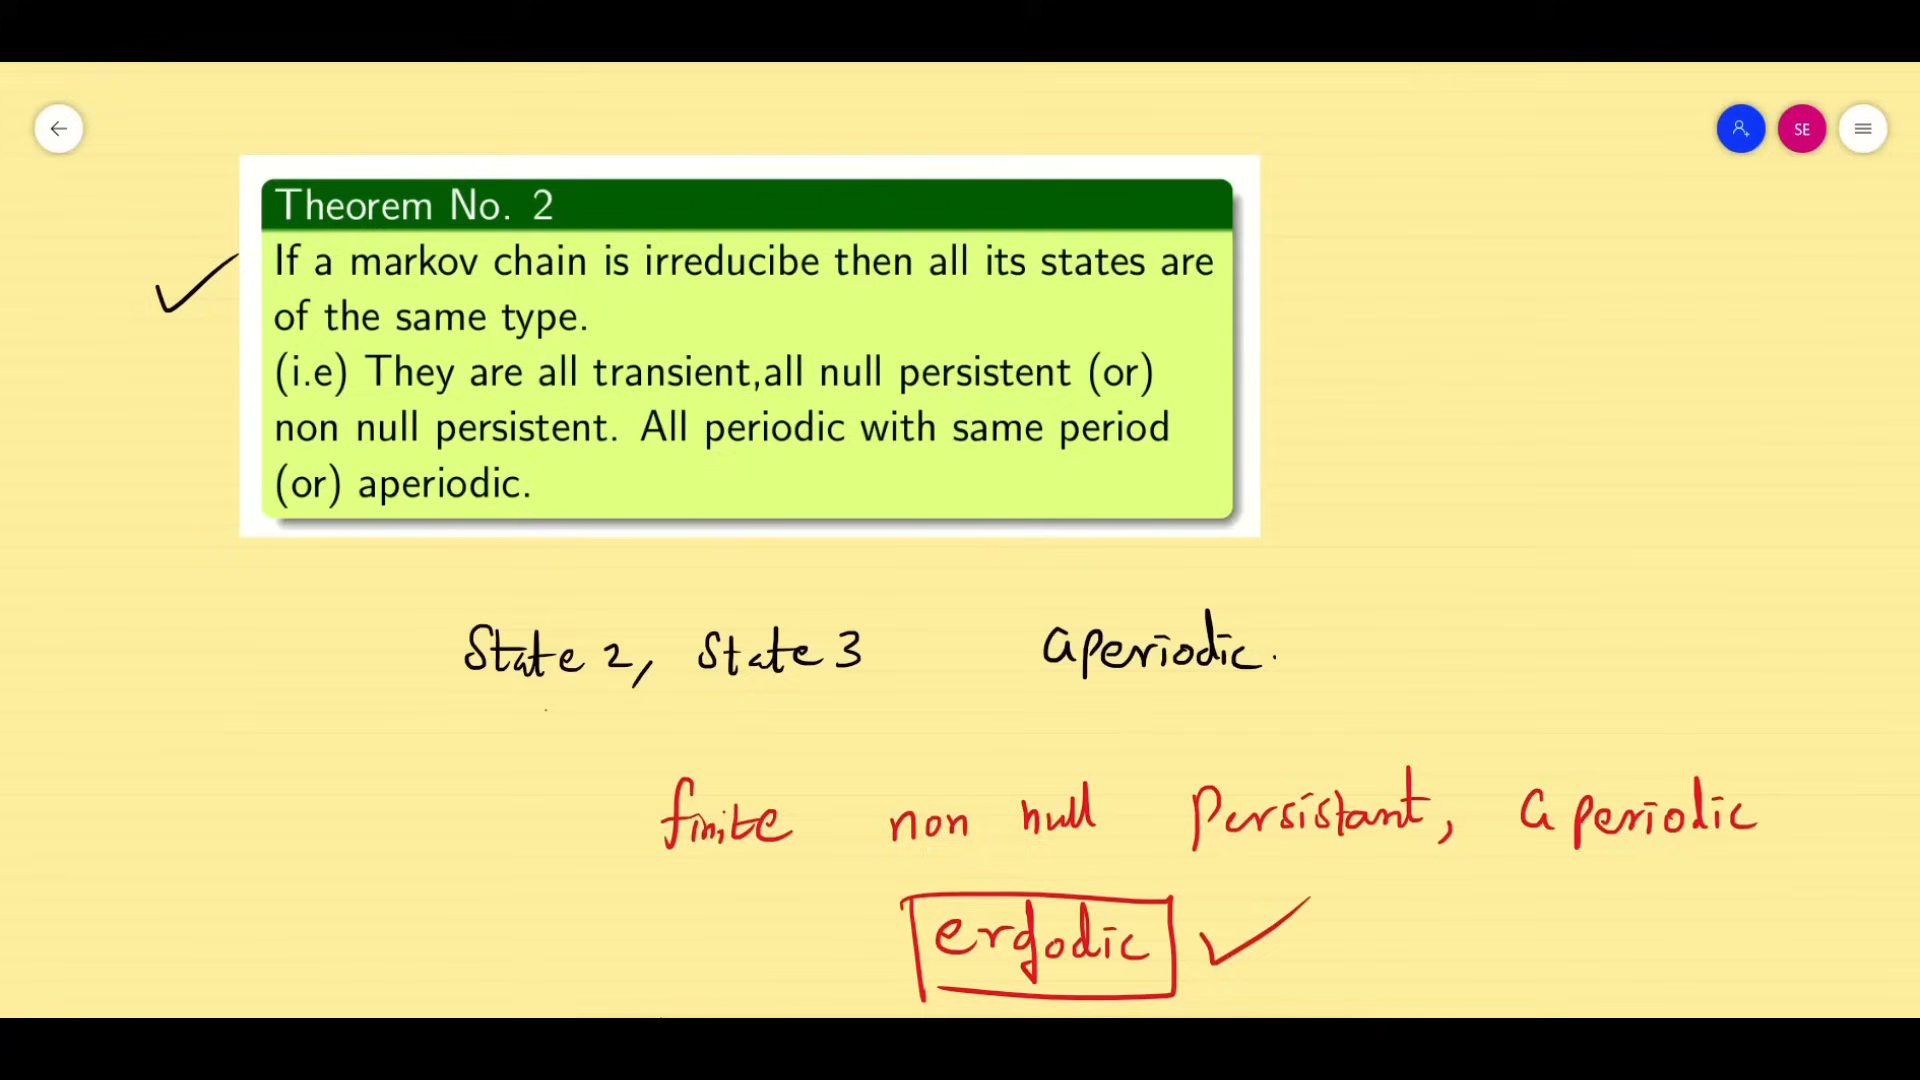 SE
Theorem No. 2
If a markov chain is irreducibe then all its states are
of the same type.
(i.e) They are all transient,all null persistent (or)
non null persistent. All periodic with same period
(or) aperiodic.
State 2, State 3 aperiodic.
finite non null Persistant, aperiodic
ergodic